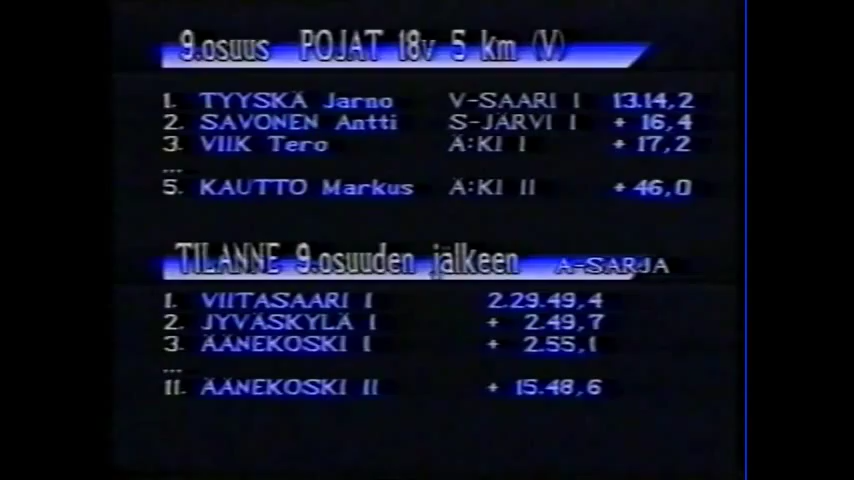 9.osuus POJAT 18v 5 km (V)
1. TYYSKÄ Jarno V-SAARI I 13.14,2
2. SAVONEN Antti S-JÄRVI I + 16,4
3. VIIK Tero Ä:KI I + 17,2
...
5. KAUTTO Markus Ä:KI II + 46,0
TILANNE 9.osuuden jälkeen A-SARJA
1. VIITASAARI I 2.29.49,4
2. JYVÄSKYLÄ I + 2.49,7
3. ÄÄNEKOSKI I + 2.55,1
...
11. ÄÄNEKOSKI II + 15.48,6